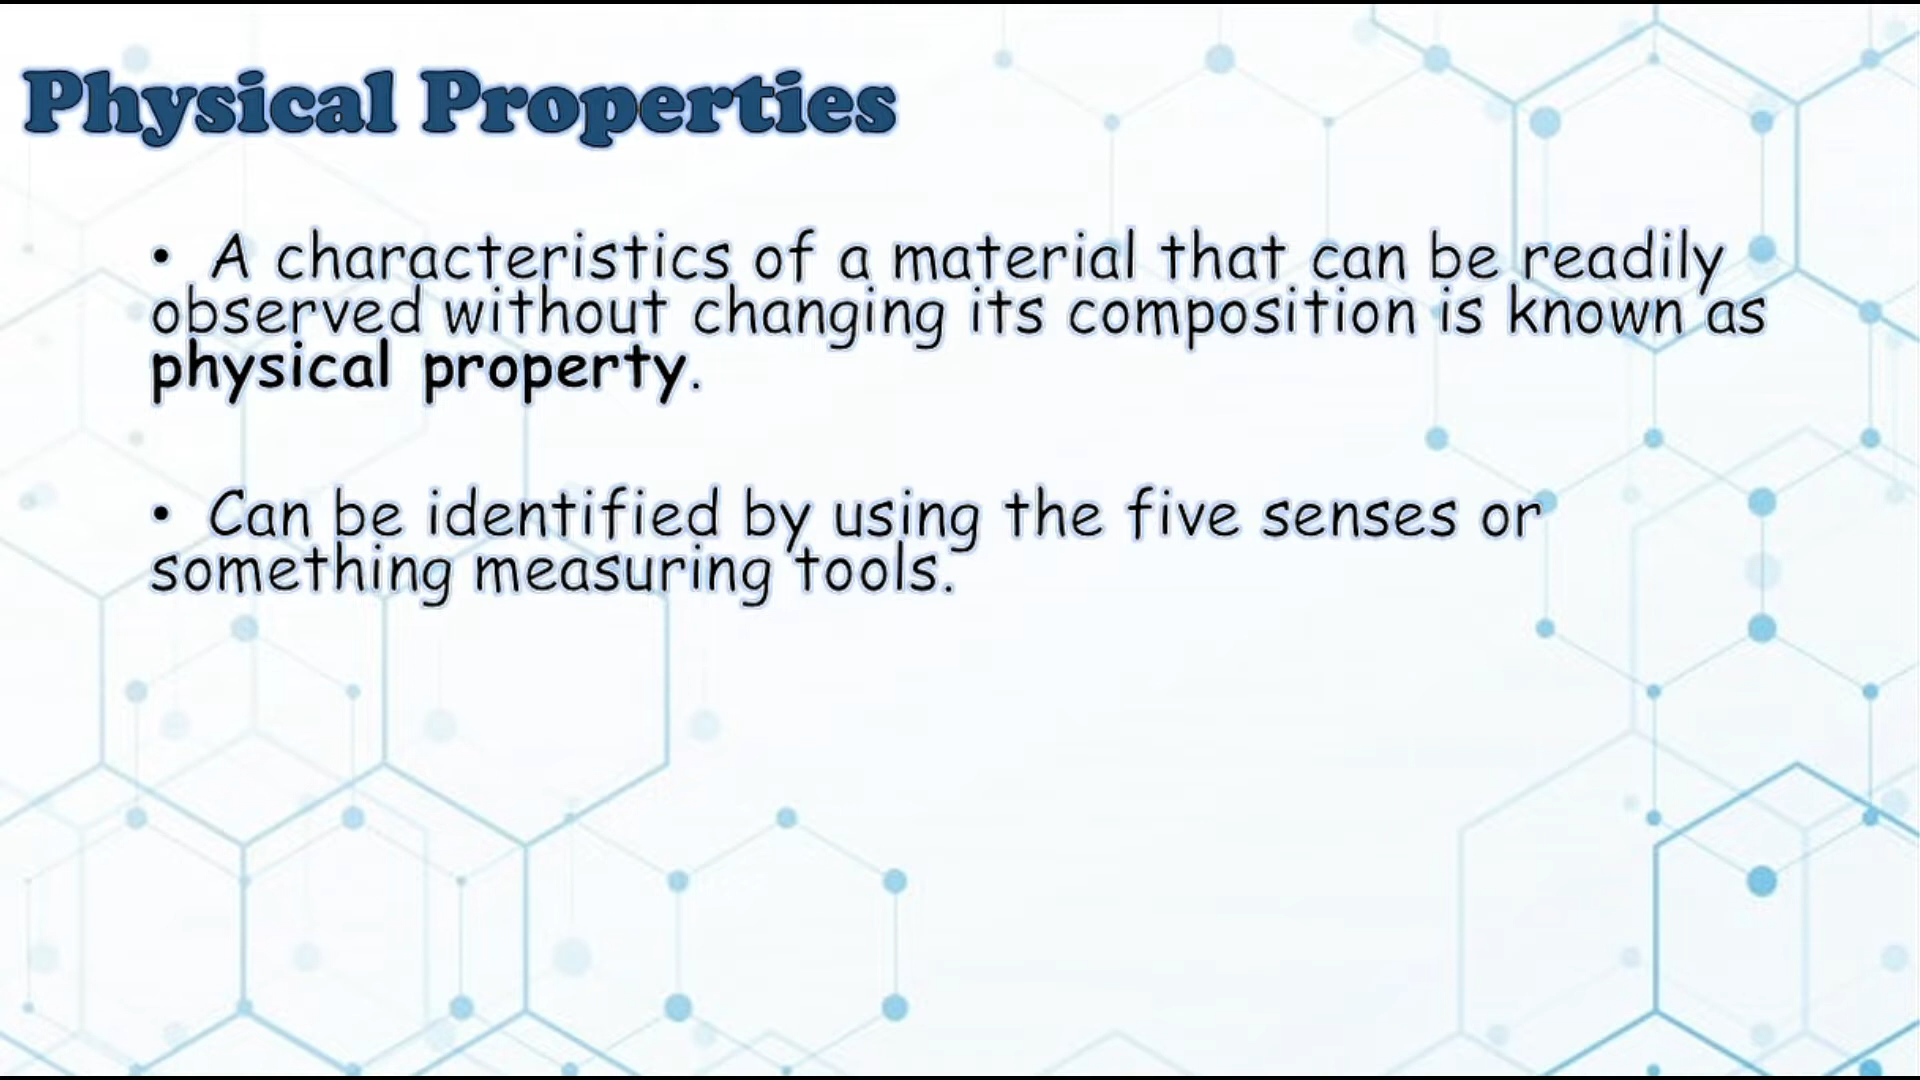 Physical Properties
• A characteristics of a material that can be readily
observed without changing its composition is known as
physical property.
• Can be identified by using the five senses or
something measuring tools.